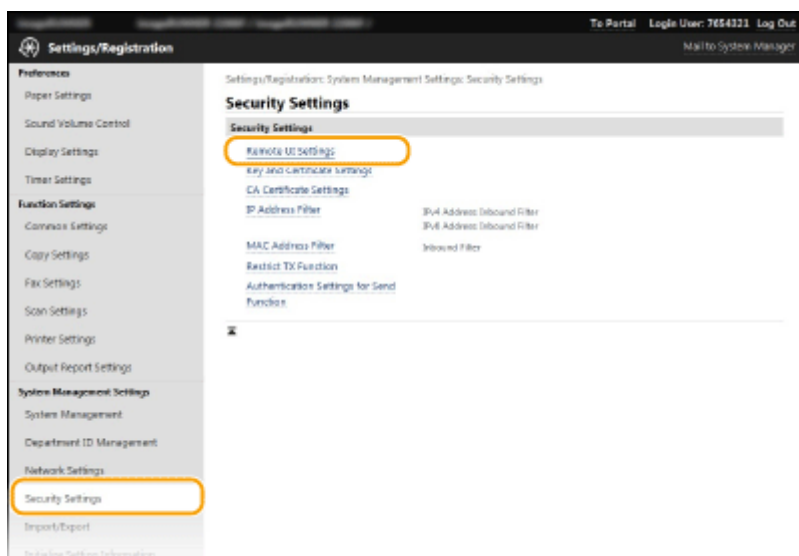 To Portal Login User: 7654321 Log Out
Settings/Registration
Mail to System Manager
Preferences
Paper Settings
Sound Volume Control
Display Settings
Timer Settings
Function Settings
Common Settings
Copy Settings
Fax Settings
Scan Settings
Printer Settings
Output Report Settings
System Management Settings
System Management
Department ID Management
Network Settings
Security Settings
Import/Export
Initialize Setting Information
Settings/Registration: System Management Settings: Security Settings
Security Settings
Security Settings
Remote UI Settings
Key and Certificate Settings
CA Certificate Settings
IP Address Filter
IPv4 Address Inbound Filter
IPv6 Address Inbound Filter
MAC Address Filter
Inbound Filter
Restrict TX Function
Authentication Settings for Send
Function